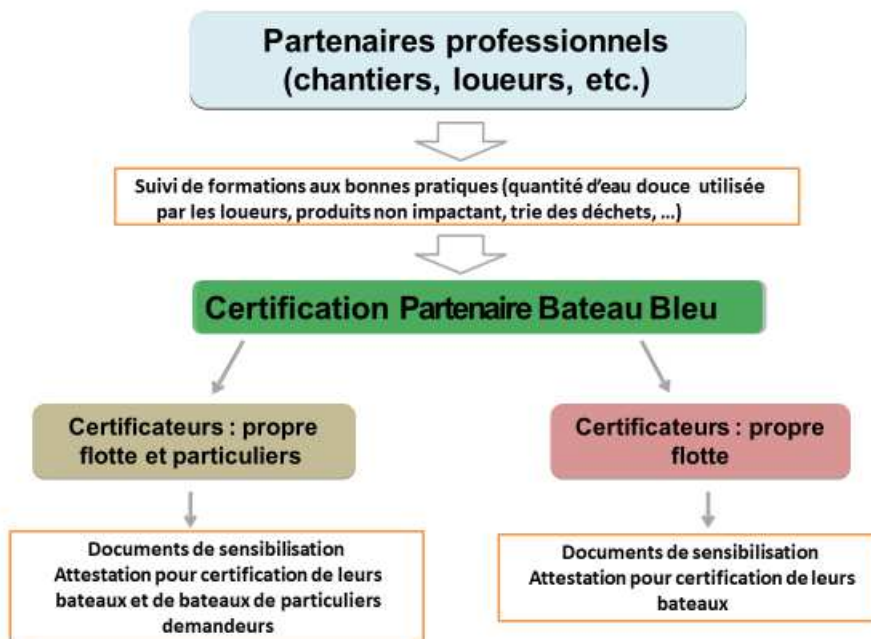 Partenaires professionnels
(chantiers, loueurs, etc.)
Suivi de formations aux bonnes pratiques (quantité d'eau douce utilisée
par les loueurs, produits non impactant, trie des déchets, ...)
Certification Partenaire Bateau Bleu
Certificateurs : propre
flotte et particuliers
Certificateurs : propre
flotte
Documents de sensibilisation
Attestation pour certification de leurs
bateaux et de bateaux de particuliers
demandeurs
Documents de sensibilisation
Attestation pour certification de leurs
bateaux